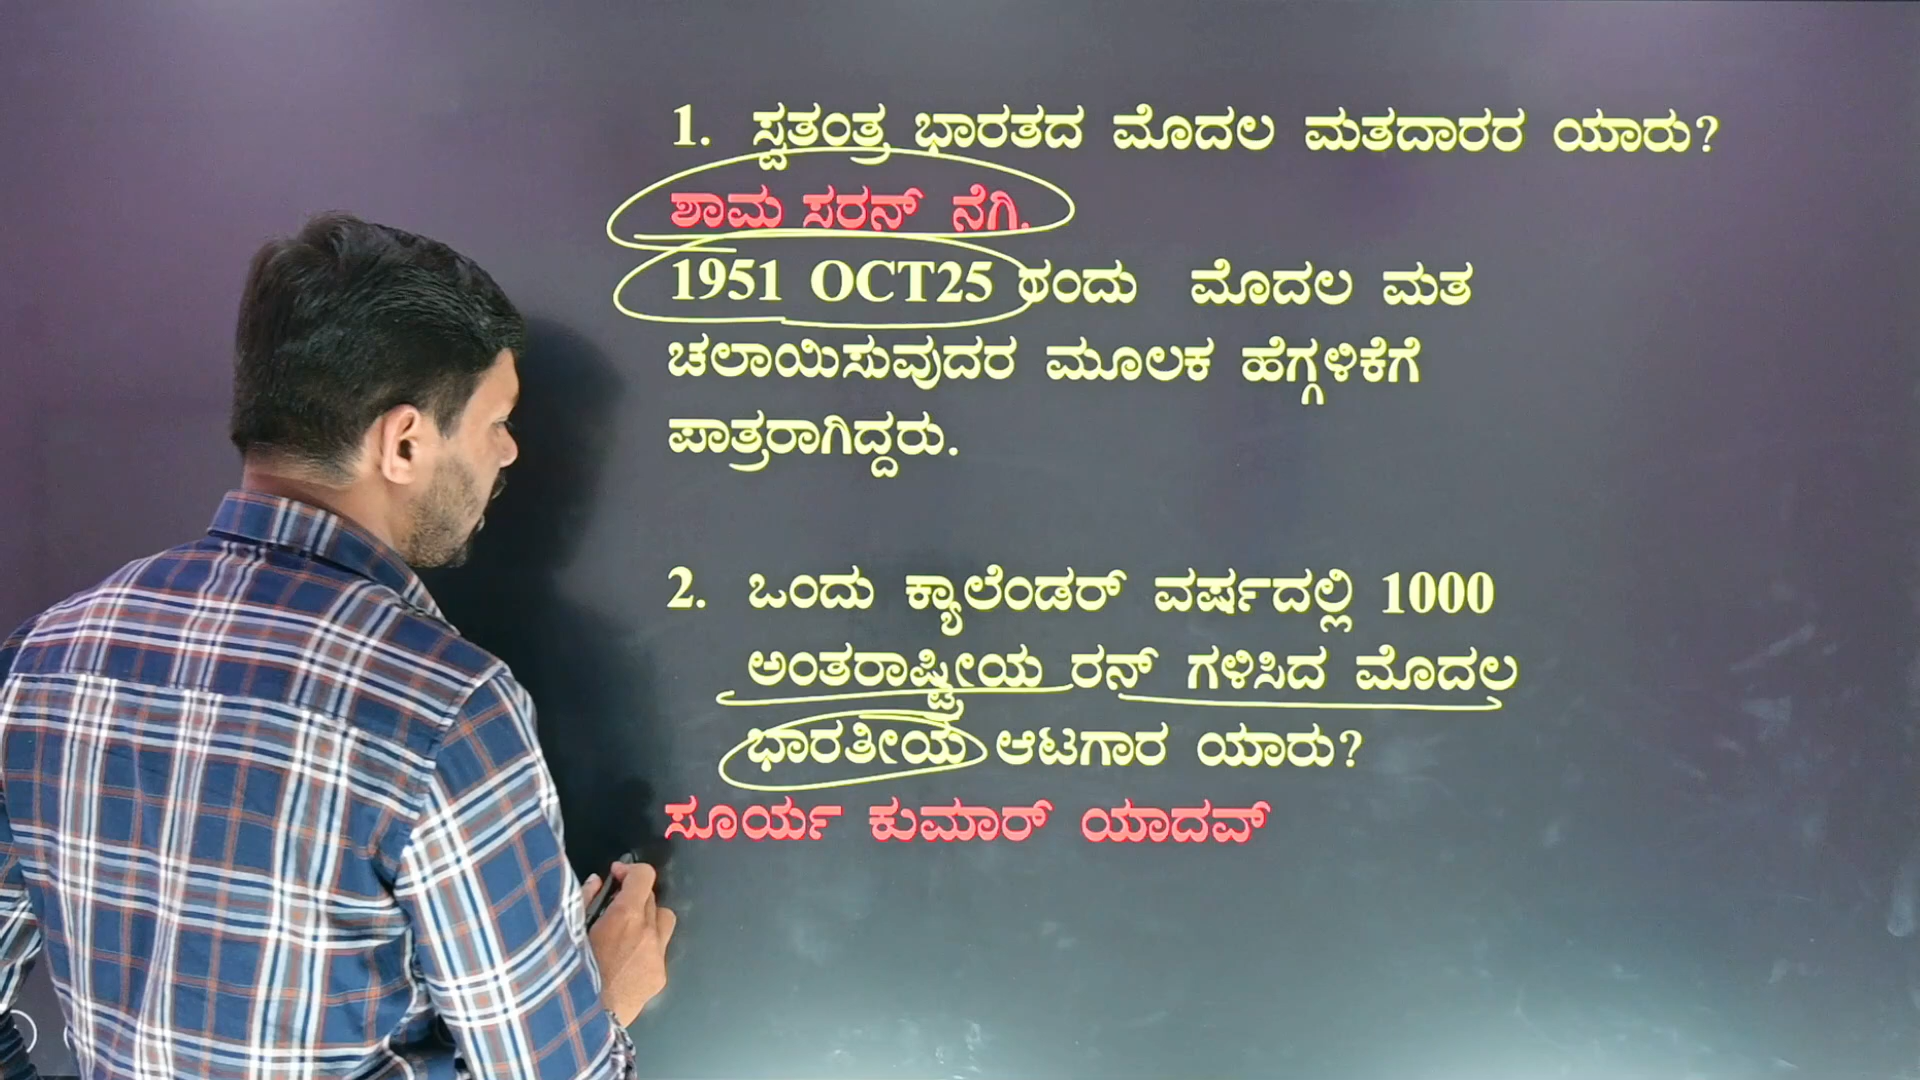 1. ಸ್ವತಂತ್ರ ಭಾರತದ ಮೊದಲ ಮತದಾರರ ಯಾರು?
ಶಾಮ ಸರನ್ ನೆಗಿ.
1951 OCT25 ಥಂದು ಮೊದಲ ಮತ
ಚಲಾಯಿಸುವುದರ ಮೂಲಕ ಹೆಗ್ಗಳಿಕೆಗೆ
ಪಾತ್ರರಾಗಿದ್ದರು.
2. ಒಂದು ಕ್ಯಾಲೆಂಡರ್ ವರ್ಷದಲ್ಲಿ 1000
ಅಂತರಾಷ್ಟ್ರೀಯ ರನ್ ಗಳಿಸಿದ ಮೊದಲ
ಭಾರತೀಯ ಆಟಗಾರ ಯಾರು?
ಸೂರ್ಯ ಕುಮಾರ್ ಯಾದವ್